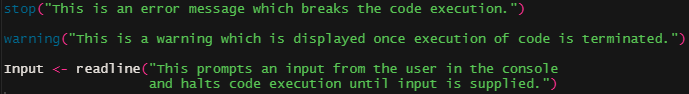 stop("This is an error message which breaks the code execution.")
warning("This is a warning which is displayed once execution of code is terminated.")
Input <- readline("This prompts an input from the user in the console
and halts code execution until input is supplied.")